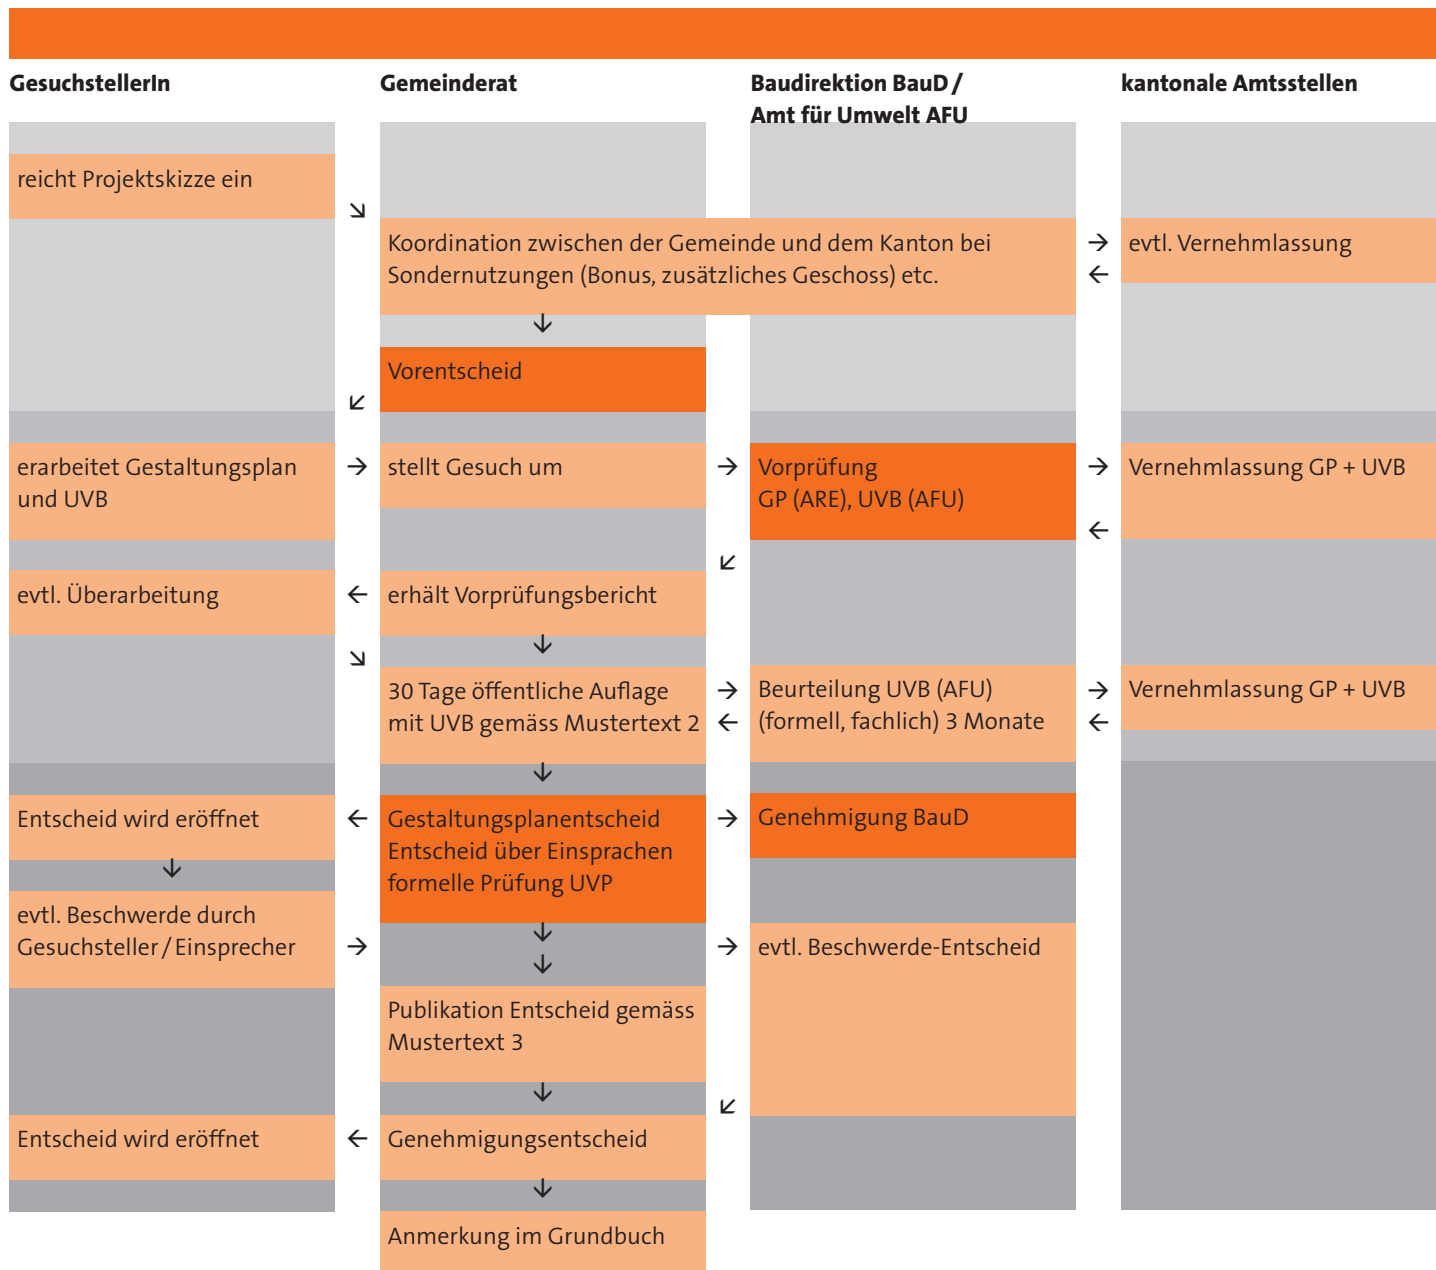 GesuchstellerIn
Gemeinderat
Baudirektion BauD /
Amt für Umwelt AFU
kantonale Amtsstellen
reicht Projektskizze ein
↘
Koordination zwischen der Gemeinde und dem Kanton bei
Sondernutzungen (Bonus, zusätzliches Geschoss) etc.
→
←
evtl. Vernehmlassung
↓
Vorentscheid
↙
erarbeitet Gestaltungsplan
und UVB
→
stellt Gesuch um
→
Vorprüfung
GP (ARE), UVB (AFU)
→
←
Vernehmlassung GP + UVB
↙
evtl. Überarbeitung
←
erhält Vorprüfungsbericht
↓
↘
30 Tage öffentliche Auflage
mit UVB gemäss Mustertext 2
→
←
Beurteilung UVB (AFU)
(formell, fachlich) 3 Monate
→
←
Vernehmlassung GP + UVB
↓
Entscheid wird eröffnet
←
Gestaltungsplanentscheid
Entscheid über Einsprachen
formelle Prüfung UVP
→
Genehmigung BauD
↓
evtl. Beschwerde durch
Gesuchsteller / Einsprecher
→
↓
↓
→
evtl. Beschwerde-Entscheid
Publikation Entscheid gemäss
Mustertext 3
↓
↙
Entscheid wird eröffnet
←
Genehmigungsentscheid
↓
Anmerkung im Grundbuch